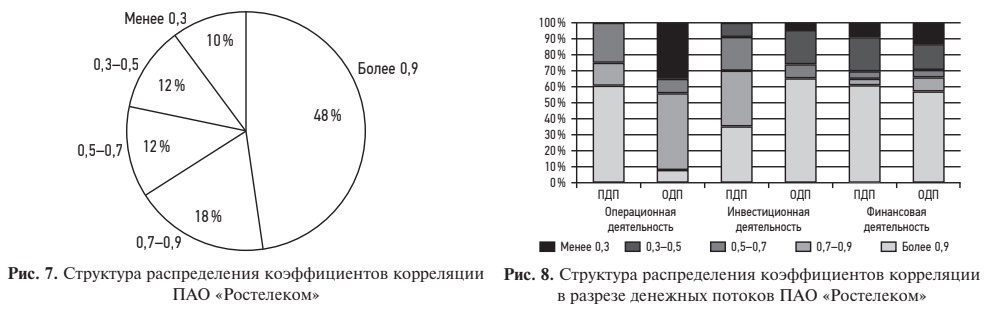 Менее 0,3
10 %
0,3–0,5
12 %
0,5–0,7
12 %
0,7–0,9
18 %
Более 0,9
48 %
Рис. 7. Структура распределения коэффициентов корреляции
ПАО «Ростелеком»
100 %
90 %
80 %
70 %
60 %
50 %
40 %
30 %
20 %
10 %
0 %
ПДП ОДП ПДП ОДП ПДП ОДП
Операционная Инвестиционная Финансовая
деятельность деятельность деятельность
Менее 0,3 0,3–0,5 0,5–0,7 0,7–0,9 Более 0,9
Рис. 8. Структура распределения коэффициентов корреляции
в разрезе денежных потоков ПАО «Ростелеком»